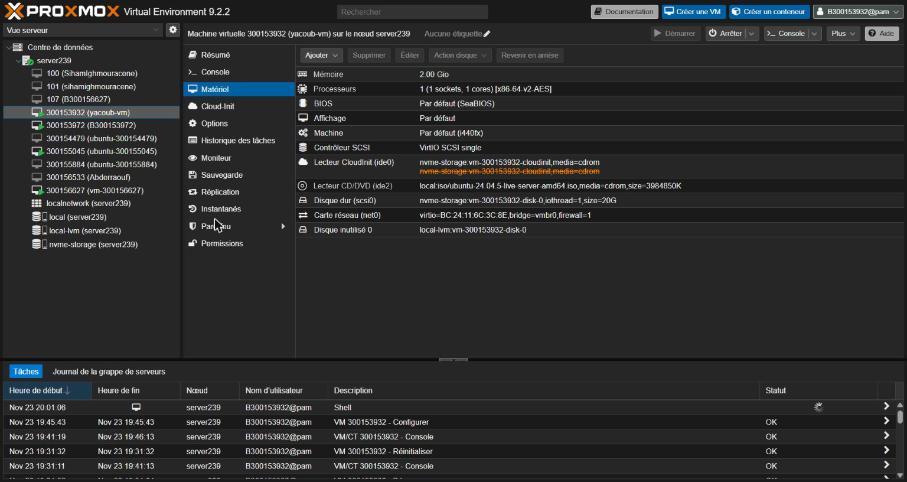 PROXMOX Virtual Environment 9.2.2 Rechercher Documentation Créer une VM Créer un conteneur B300153932@pam
Vue serveur
Machine virtuelle 300153932 (yacoub-vm) sur le nœud server239 Aucune étiquette Démarrer Arrêter Console Plus Aide
Centre de données
server239
100 (Sihamlghmouracene)
101 (sihamighmouracene)
107 (B300156627)
300153932 (yacoub-vm)
300153972 (B300153972)
300154479 (ubuntu-300154479)
300155045 (ubuntu-300155045)
300155884 (ubuntu-300155884)
300156533 (Abderraouf)
300156627 (vm-300156627)
localnetwork (server239)
local (server239)
local-lvm (server239)
nvme-storage (server239)
Résumé
Console
Matériel
Cloud-Init
Options
Historique des tâches
Moniteur
Sauvegarde
Réplication
Instantanés
Permissions
Ajouter Supprimer Éditer Action disque Revenir en arrière
Mémoire 2.00 Gio
Processeurs 1 (1 sockets, 1 cores) [x86-64-v2-AES]
BIOS Par défaut (SeaBIOS)
Affichage Par défaut
Machine Par défaut (i440fx)
Contrôleur SCSI VirtIO SCSI single
Lecteur CloudInit (ide0) nvme-storage:vm-300153932-cloudinit,media=cdrom
nvme-storage:vm-300153932-cloudinit,media=cdrom
Lecteur CD/DVD (ide2) local:iso/ubuntu-24.04.5-live-server-amd64.iso,media=cdrom,size=3984850K
Disque dur (scsi0) nvme-storage:vm-300153932-disk-0,iothread=1,size=20G
Carte réseau (net0) virtio=BC:24:11:6C:3C:8E,bridge=vmbr0,firewall=1
Disque inutilisé 0 local-lvm:vm-300153932-disk-0
Tâches Journal de la grappe de serveurs
Heure de début Heure de fin Nœud Nom d'utilisateur Description Statut
Nov 23 20:01:06 server239 B300153932@pam Shell
Nov 23 19:45:43 Nov 23 19:45:43 server239 B300153932@pam VM 300153932 - Configurer OK
Nov 23 19:41:19 Nov 23 19:46:13 server239 B300153932@pam VM/CT 300153932 - Console OK
Nov 23 19:31:32 Nov 23 19:31:32 server239 B300153932@pam VM 300153932 - Réinitialiser OK
Nov 23 19:31:11 Nov 23 19:41:13 server239 B300153932@pam VM/CT 300153932 - Console OK